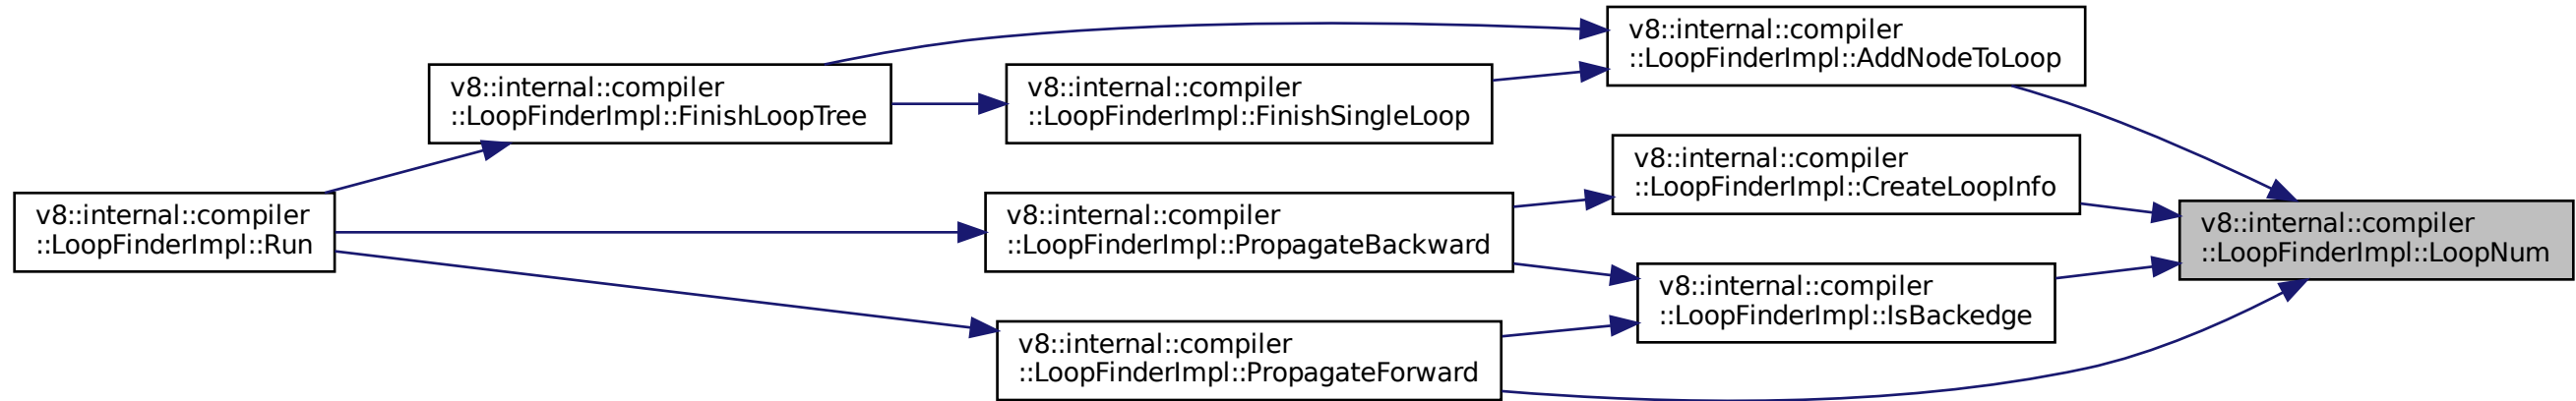 v8::internal::compiler
::LoopFinderImpl::AddNodeToLoop
v8::internal::compiler
::LoopFinderImpl::FinishLoopTree
v8::internal::compiler
::LoopFinderImpl::FinishSingleLoop
v8::internal::compiler
::LoopFinderImpl::CreateLoopInfo
v8::internal::compiler
::LoopFinderImpl::Run
v8::internal::compiler
::LoopFinderImpl::PropagateBackward
v8::internal::compiler
::LoopFinderImpl::LoopNum
v8::internal::compiler
::LoopFinderImpl::IsBackedge
v8::internal::compiler
::LoopFinderImpl::PropagateForward